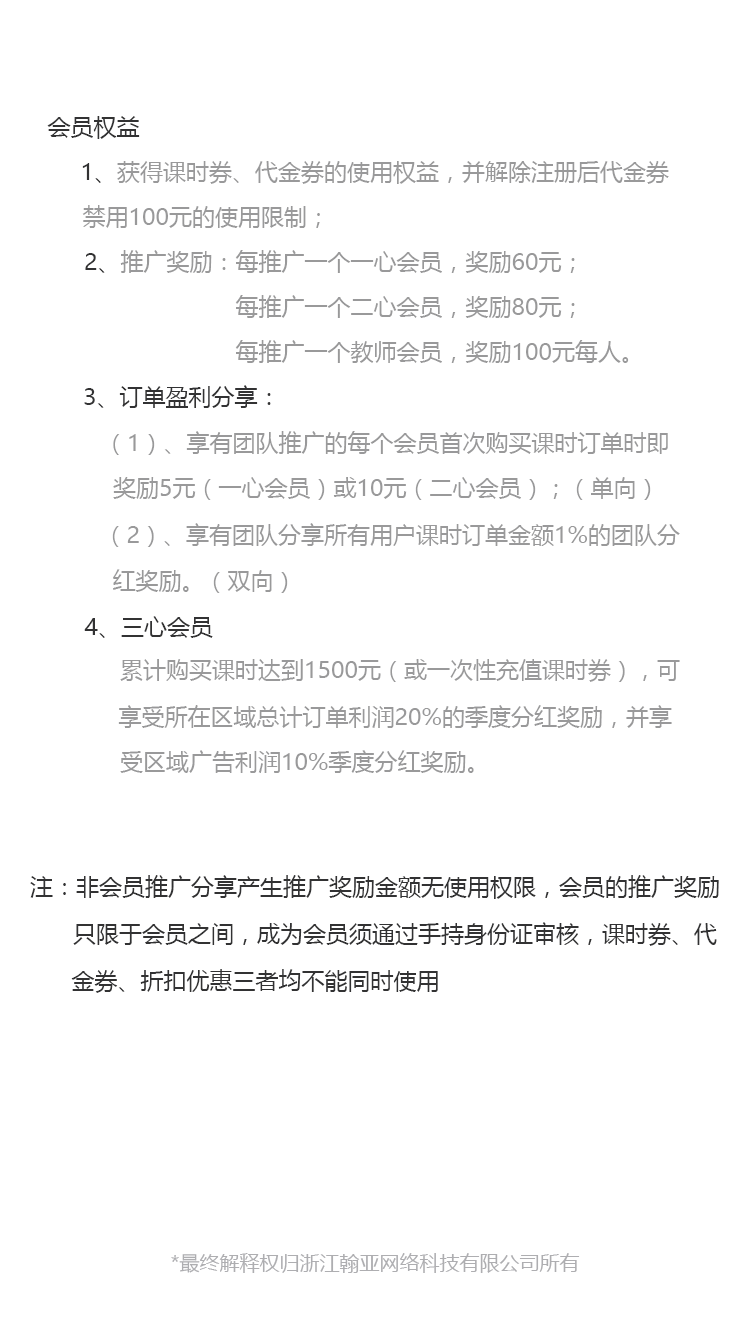 会员权益
1、获得课时券、代金券的使用权益，并解除注册后代金券
禁用100元的使用限制；
2、推广奖励：每推广一个一心会员，奖励60元；
每推广一个二心会员，奖励80元；
每推广一个教师会员，奖励100元每人。
3、订单盈利分享：
（1）、享有团队推广的每个会员首次购买课时订单时即
奖励5元（一心会员）或10元（二心会员）；（单向）
（2）、享有团队分享所有用户课时订单金额1%的团队分
红奖励。（双向）
4、三心会员
累计购买课时达到1500元（或一次性充值课时券），可
享受所在区域总计订单利润20%的季度分红奖励，并享
受区域广告利润10%季度分红奖励。
注：非会员推广分享产生推广奖励金额无使用权限，会员的推广奖励
只限于会员之间，成为会员须通过手持身份证审核，课时券、代
金券、折扣优惠三者均不能同时使用
*最终解释权归浙江翰亚网络科技有限公司所有